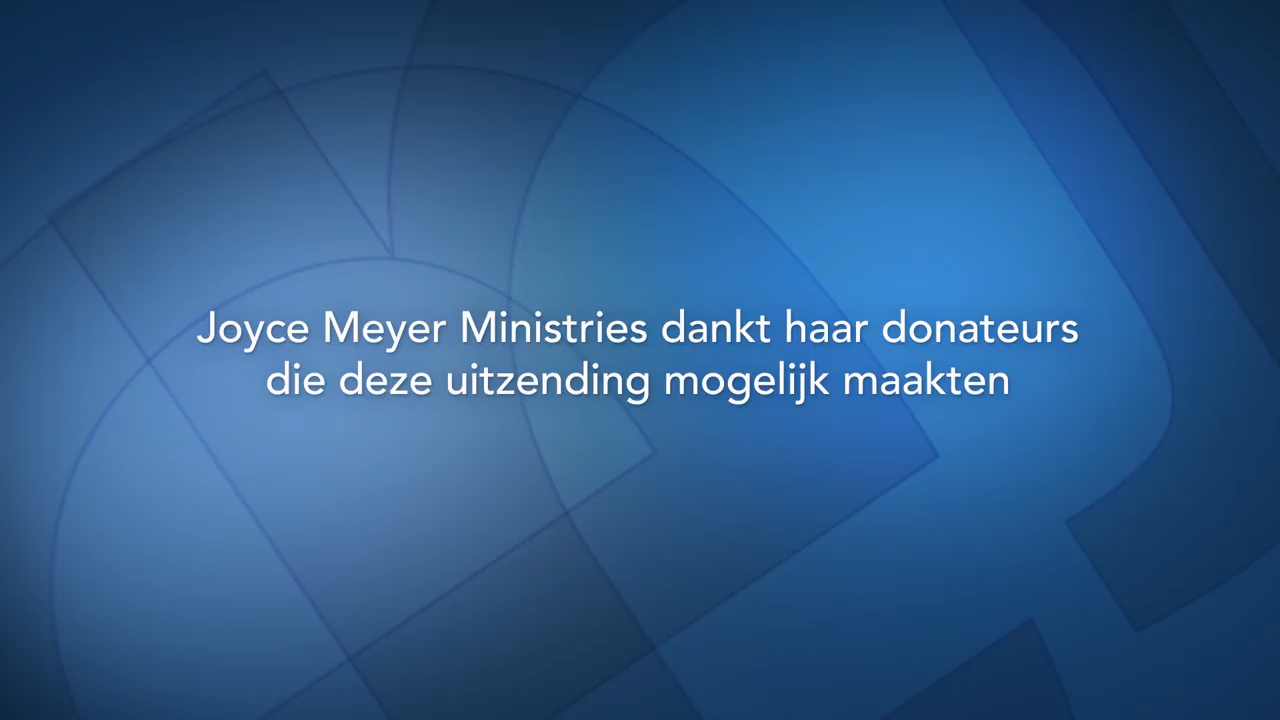 Joyce Meyer Ministries dankt haar donateurs
die deze uitzending mogelijk maakten